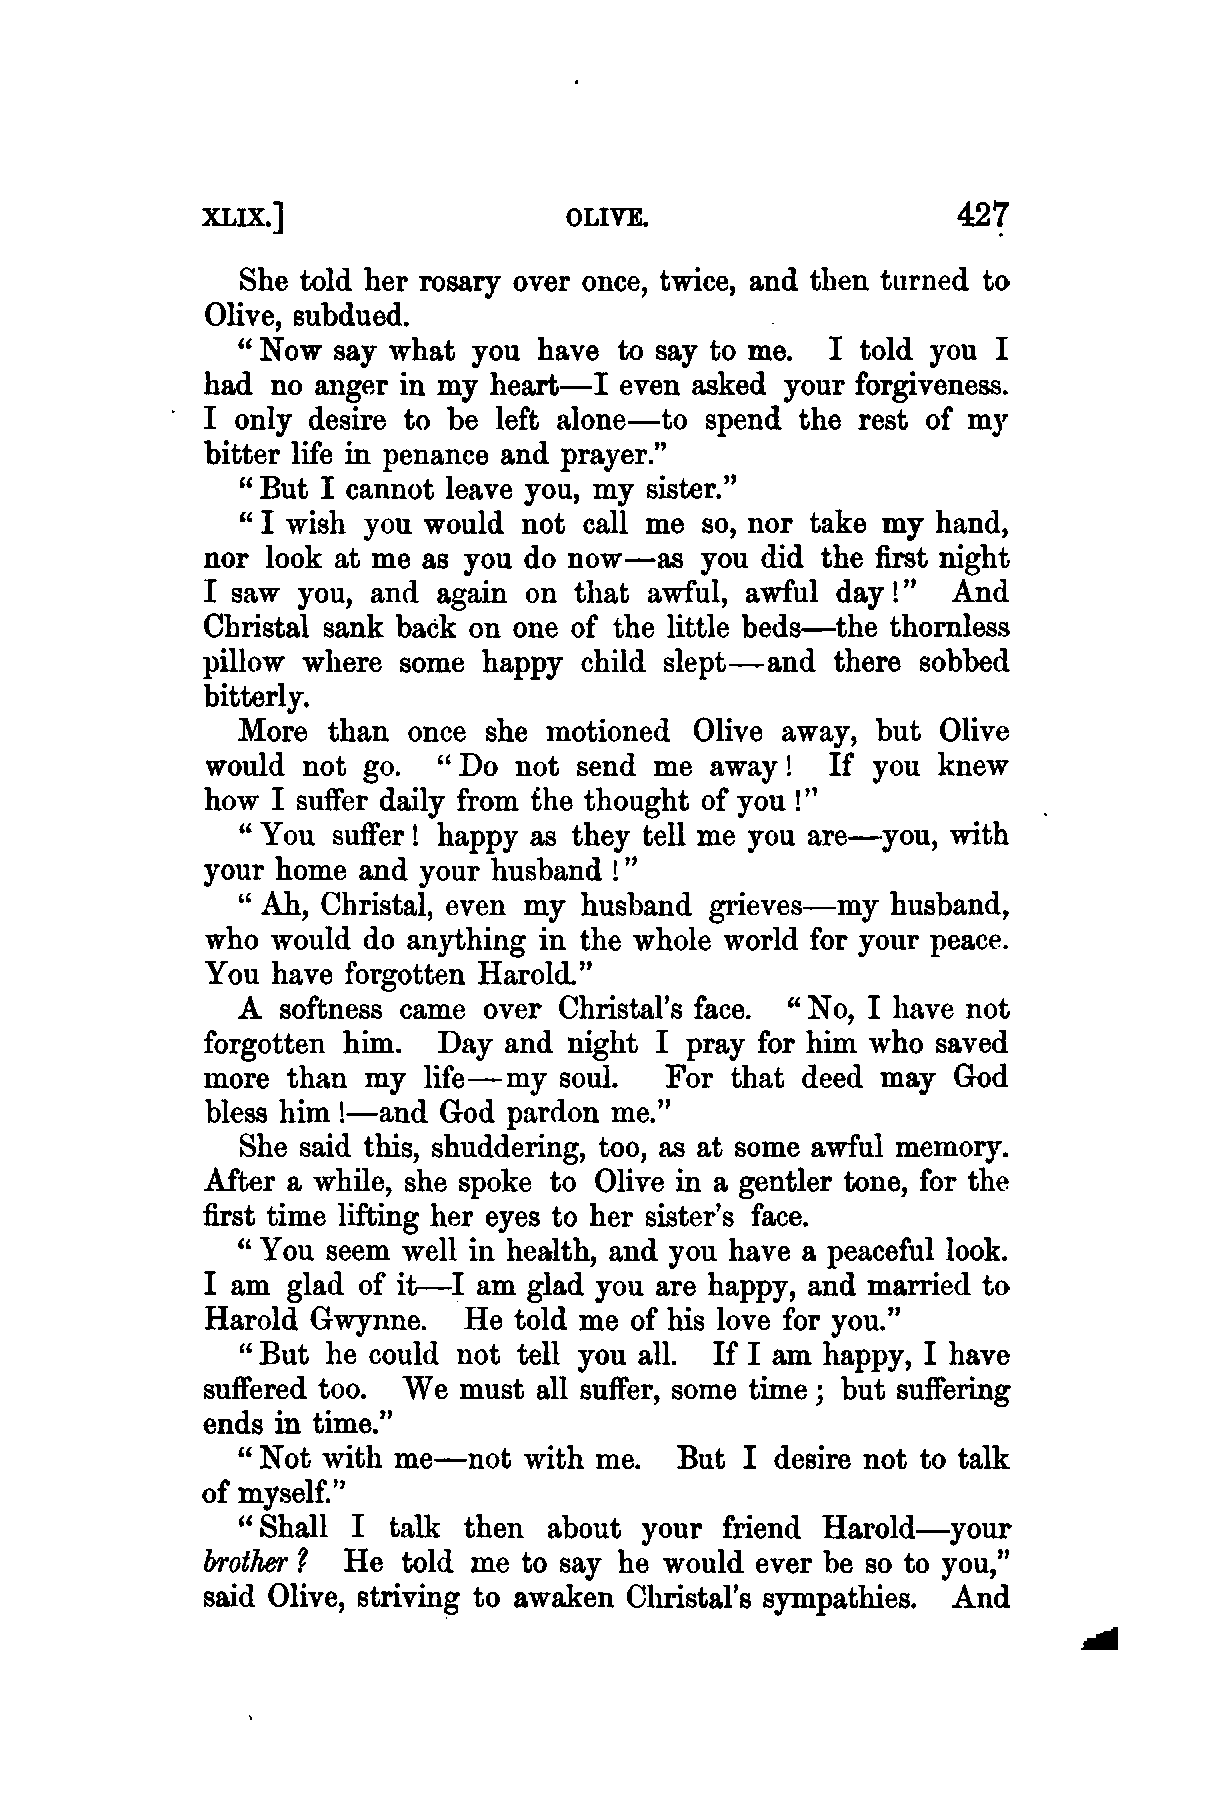 XLIX.] OLIVE. 427
She told her rosary over once, twice, and then turned to
Olive, subdued.
“Now say what you have to say to me. I told you I
had no anger in my heart—I even asked your forgiveness.
I only desire to be left alone—to spend the rest of my
bitter life in penance and prayer.”
“But I cannot leave you, my sister.”
“I wish you would not call me so, nor take my hand,
nor look at me as you do now—as you did the first night
I saw you, and again on that awful, awful day!” And
Christal sank back on one of the little beds—the thornless
pillow where some happy child slept—and there sobbed
bitterly.
More than once she motioned Olive away, but Olive
would not go. “Do not send me away! If you knew
how I suffer daily from the thought of you!”
“You suffer! happy as they tell me you are—you, with
your home and your husband!”
“Ah, Christal, even my husband grieves—my husband,
who would do anything in the whole world for your peace.
You have forgotten Harold.”
A softness came over Christal's face. “No, I have not
forgotten him. Day and night I pray for him who saved
more than my life—my soul. For that deed may God
bless him!—and God pardon me.”
She said this, shuddering, too, as at some awful memory.
After a while, she spoke to Olive in a gentler tone, for the
first time lifting her eyes to her sister's face.
“You seem well in health, and you have a peaceful look.
I am glad of it—I am glad you are happy, and married to
Harold Gwynne. He told me of his love for you.”
“But he could not tell you all. If I am happy, I have
suffered too. We must all suffer, some time; but suffering
ends in time.”
“Not with me—not with me. But I desire not to talk
of myself.”
“Shall I talk then about your friend Harold—your
brother? He told me to say he would ever be so to you,”
said Olive, striving to awaken Christal's sympathies. And